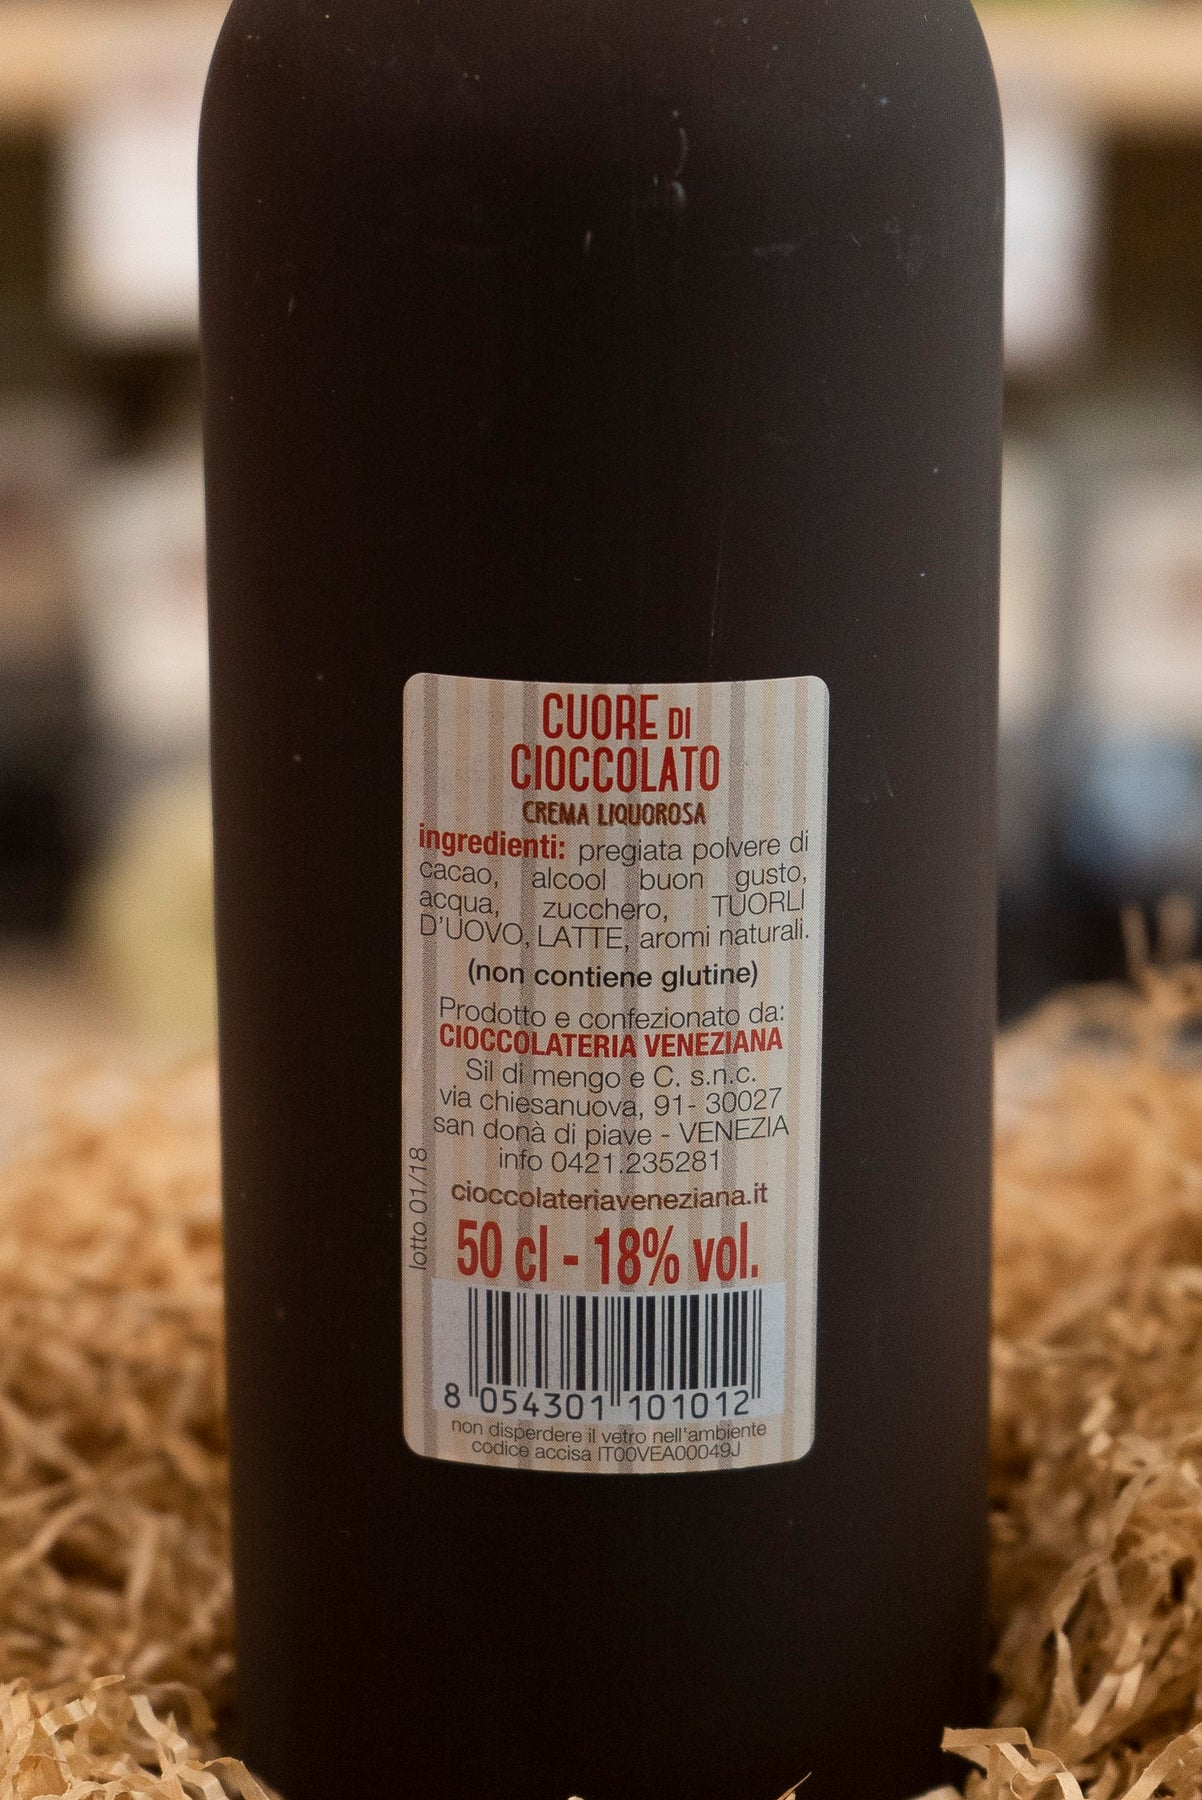 CUORE DI
CIOCCOLATO
CREMA LIQUOROSA
ingredienti: pregiata polvere di
cacao, alcool buon gusto,
acqua, zucchero, TUORLI
D'UOVO, LATTE, aromi naturali.
(non contiene glutine)
Prodotto e confezionato da:
CIOCCOLATERIA VENEZIANA
Sil di mengo e C. s.n.c.
via chiesanuova, 91- 30027
san donà di piave - VENEZIA
info 0421.235281
cioccolateriaveneziana.it
lotto 01/18
50 cl - 18% vol.
8 054301 101012
non disperdere il vetro nell'ambiente
codice accisa IT00VEA00049J